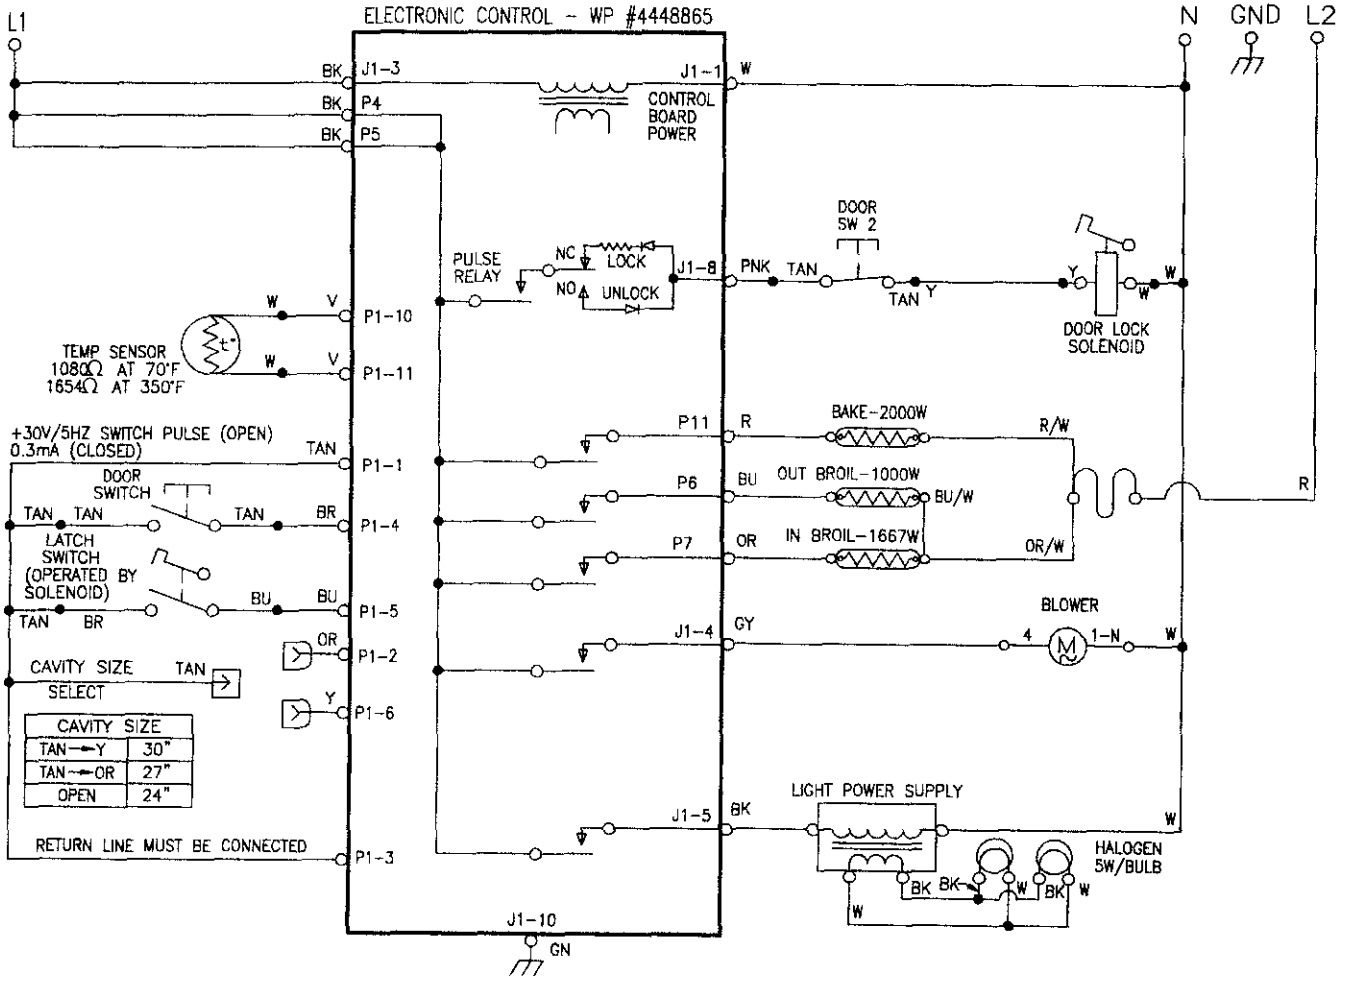 ELECTRONIC CONTROL - WP #4448865
L1
N GND L2
BK J1-3
J1-1 W
BK P4
BK P5
CONTROL
BOARD
POWER
DOOR
SW 2
PULSE
RELAY
NC
LOCK
NO
UNLOCK
J1-8 PNK TAN
TAN Y
Y
W
W
DOOR LOCK
SOLENOID
W V P1-10
W V P1-11
t°
TEMP SENSOR
1080Ω AT 70°F
1654Ω AT 350°F
+30V/5HZ SWITCH PULSE (OPEN)
0.3mA (CLOSED)
TAN P1-1
DOOR
SWITCH
TAN TAN TAN BR P1-4
LATCH
SWITCH
(OPERATED BY
SOLENOID)
TAN BR BU BU P1-5
OR P1-2
CAVITY SIZE
SELECT
TAN
Y P1-6
CAVITY SIZE
TAN→Y 30"
TAN→OR 27"
OPEN 24"
RETURN LINE MUST BE CONNECTED
P1-3
P11 R BAKE-2000W R/W
P6 BU OUT BROIL-1000W BU/W
P7 OR IN BROIL-1667W OR/W
R
J1-4 GY
BLOWER
4 M 1-N W
J1-5 BK
LIGHT POWER SUPPLY
W
HALOGEN
5W/BULB
BK BK W BK W
W
J1-10
GN